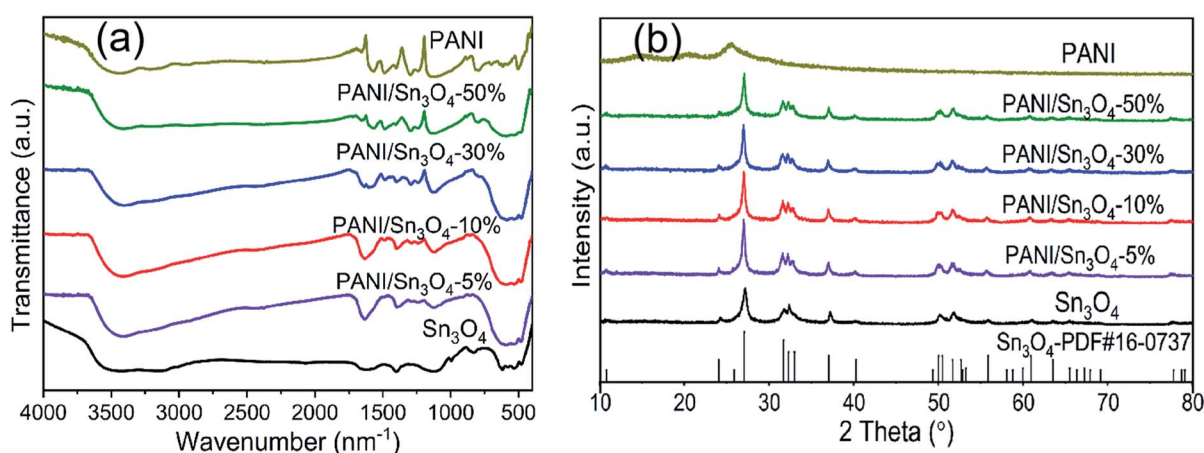 (a)
PANI
PANI/Sn₃O₄-50%
PANI/Sn₃O₄-30%
PANI/Sn₃O₄-10%
PANI/Sn₃O₄-5%
Sn₃O₄
Transmittance (a.u.)
4000 3500 3000 2500 2000 1500 1000 500
Wavenumber (nm⁻¹)
(b)
PANI
PANI/Sn₃O₄-50%
PANI/Sn₃O₄-30%
PANI/Sn₃O₄-10%
PANI/Sn₃O₄-5%
Sn₃O₄
Sn₃O₄-PDF#16-0737
Intensity (a.u.)
10 20 30 40 50 60 70 80
2 Theta (°)